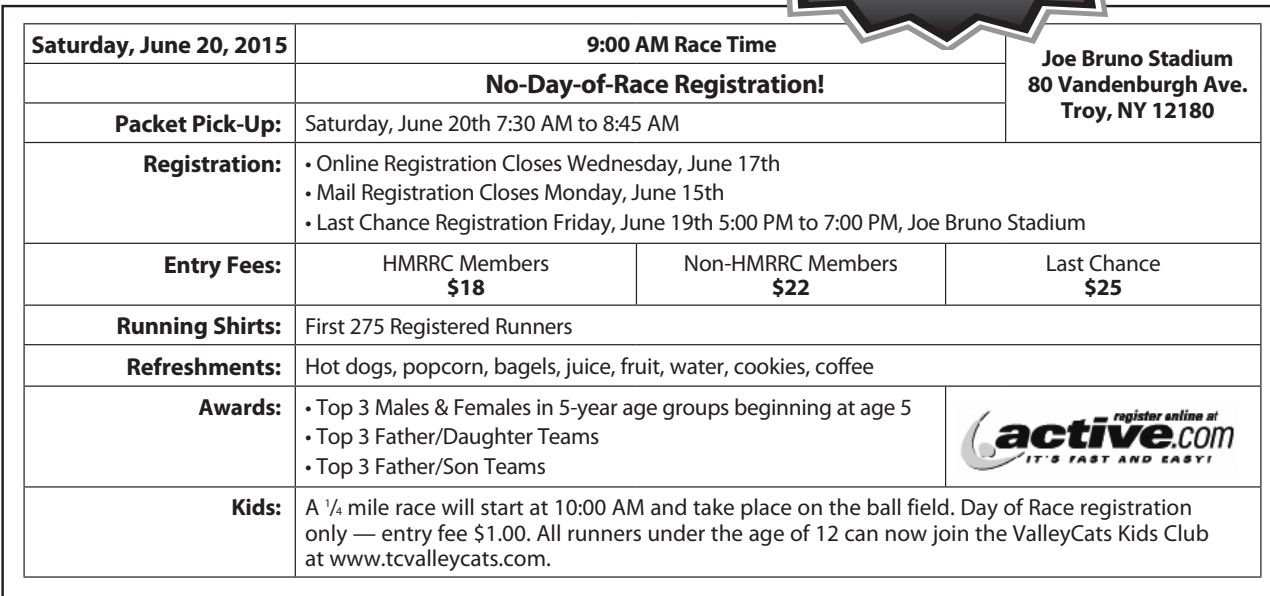 Saturday, June 20, 2015
9:00 AM Race Time
Joe Bruno Stadium
80 Vandenburgh Ave.
Troy, NY 12180
No-Day-of-Race Registration!
Packet Pick-Up:
Saturday, June 20th 7:30 AM to 8:45 AM
Registration:
• Online Registration Closes Wednesday, June 17th
• Mail Registration Closes Monday, June 15th
• Last Chance Registration Friday, June 19th 5:00 PM to 7:00 PM, Joe Bruno Stadium
Entry Fees:
HMRRC Members
$18
Non-HMRRC Members
$22
Last Chance
$25
Running Shirts:
First 275 Registered Runners
Refreshments:
Hot dogs, popcorn, bagels, juice, fruit, water, cookies, coffee
Awards:
• Top 3 Males & Females in 5-year age groups beginning at age 5
• Top 3 Father/Daughter Teams
• Top 3 Father/Son Teams
register online at
active.com
IT'S FAST AND EASY!
Kids:
A 1/4 mile race will start at 10:00 AM and take place on the ball field. Day of Race registration
only — entry fee $1.00. All runners under the age of 12 can now join the ValleyCats Kids Club
at www.tcvalleycats.com.